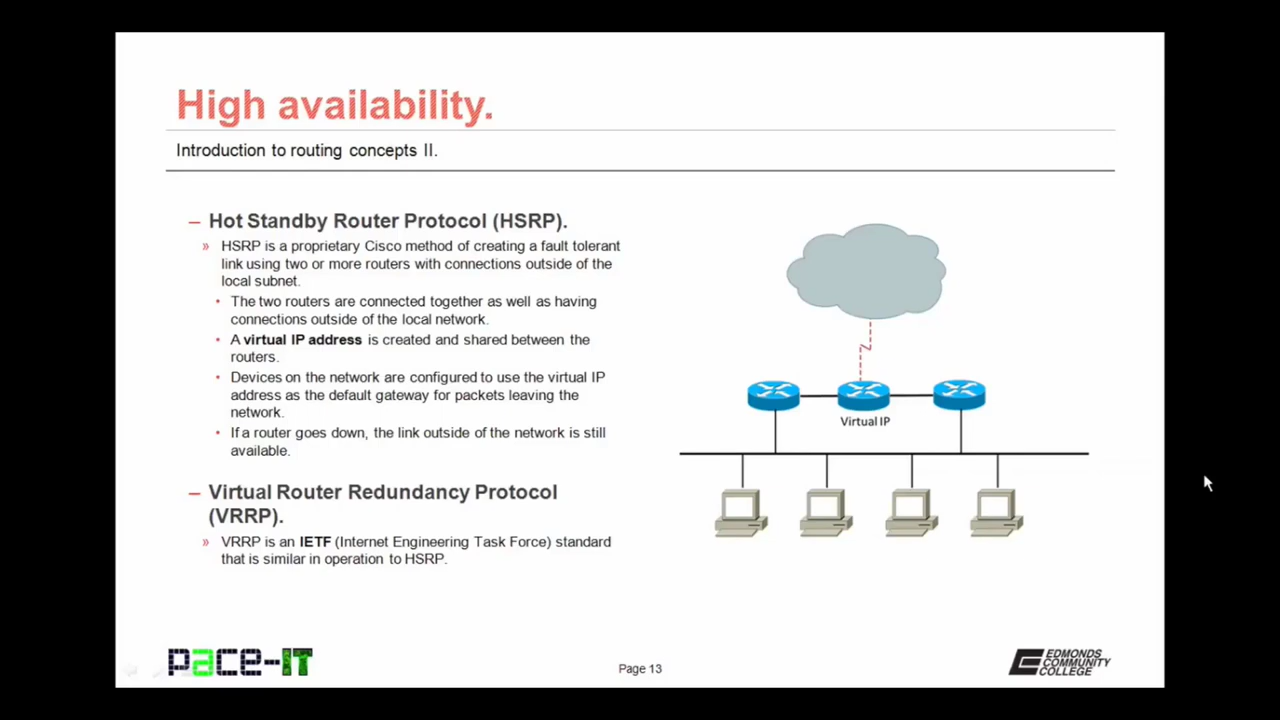 High availability.
Introduction to routing concepts II.
– Hot Standby Router Protocol (HSRP).
» HSRP is a proprietary Cisco method of creating a fault tolerant
link using two or more routers with connections outside of the
local subnet.
• The two routers are connected together as well as having
connections outside of the local network.
• A virtual IP address is created and shared between the
routers.
• Devices on the network are configured to use the virtual IP
address as the default gateway for packets leaving the
network.
• If a router goes down, the link outside of the network is still
available.
– Virtual Router Redundancy Protocol
(VRRP).
» VRRP is an IETF (Internet Engineering Task Force) standard
that is similar in operation to HSRP.
Virtual IP
pace-IT
Page 13
EDMONDS
COMMUNITY
COLLEGE